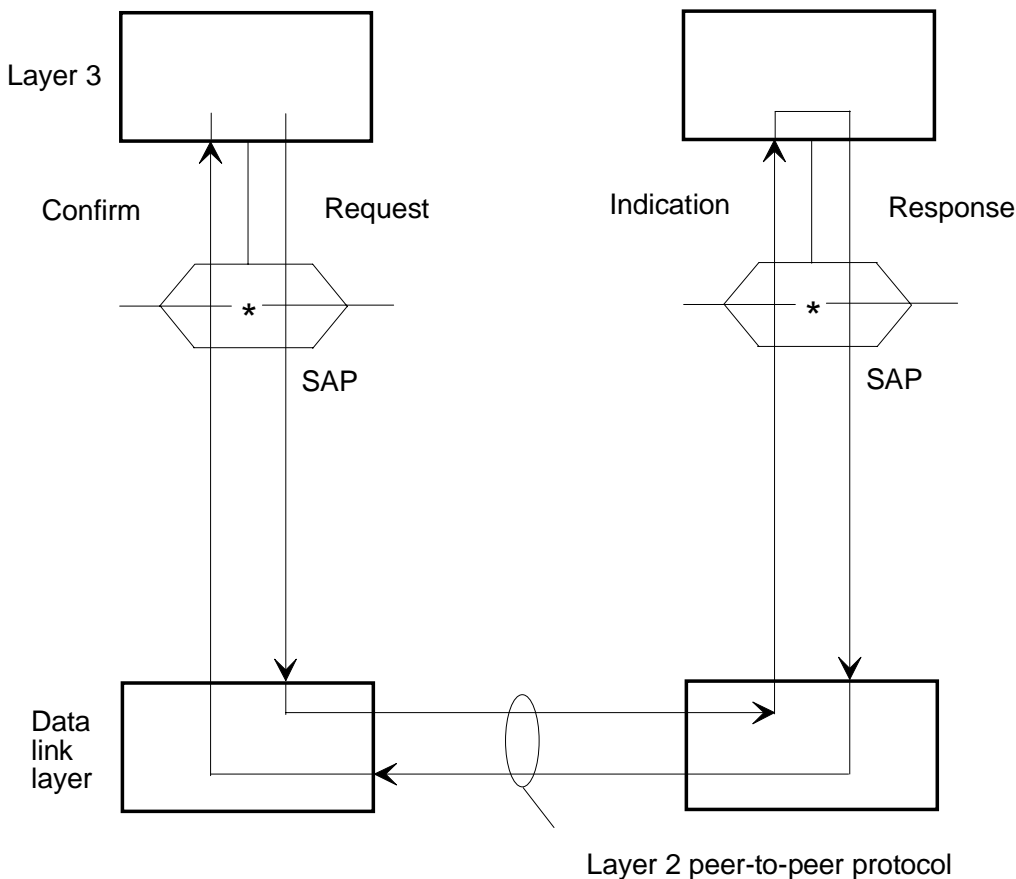 Layer 3
Confirm
Request
Indication
Response
*
*
SAP
SAP
Data
link
layer
Layer 2 peer-to-peer protocol